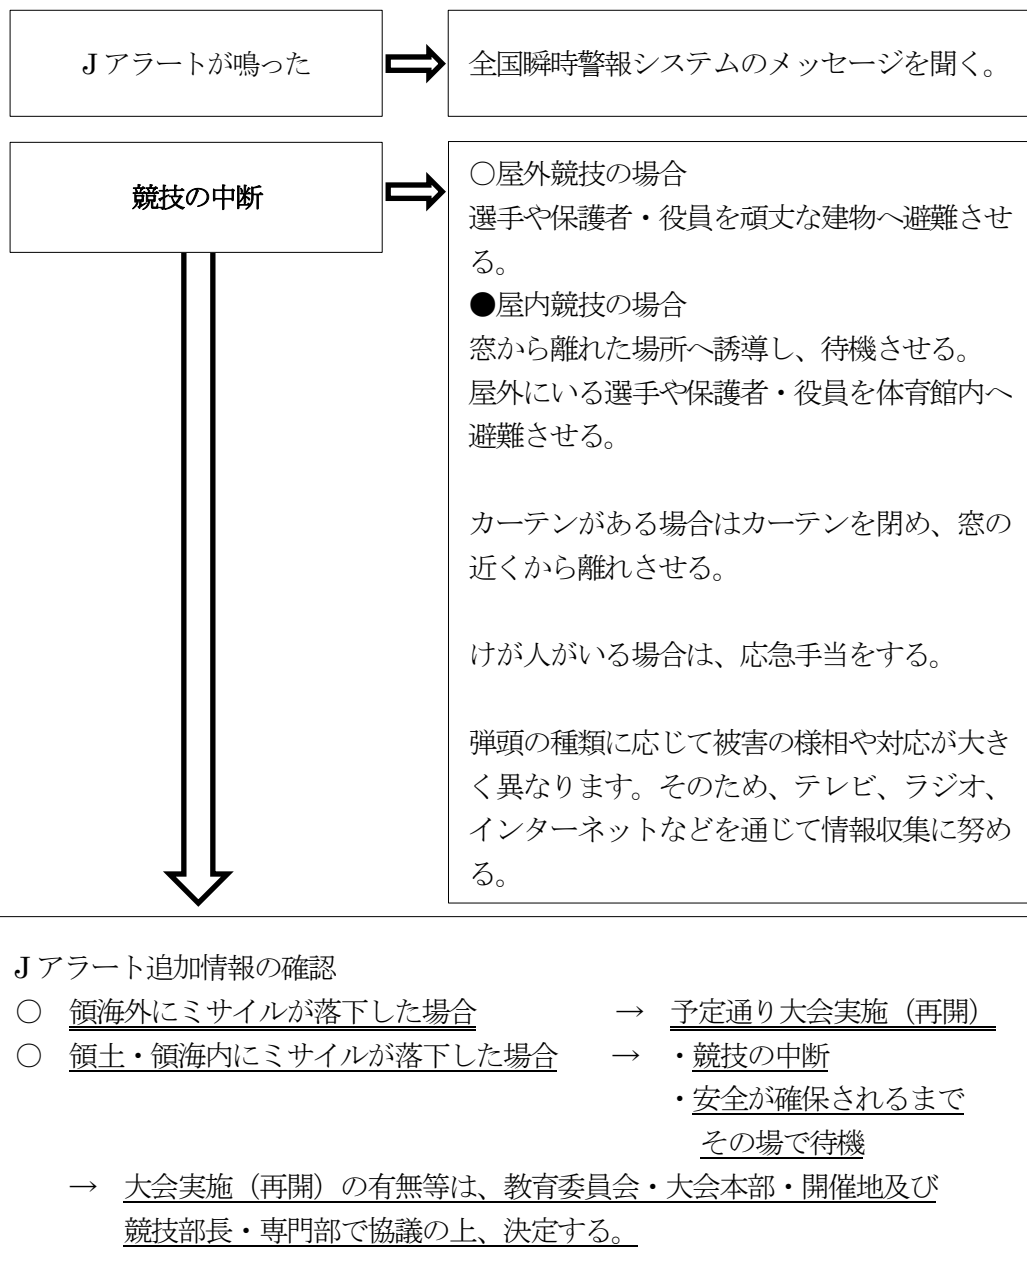 Jアラートが鳴った
全国瞬時警報システムのメッセージを聞く。
競技の中断
○屋外競技の場合
選手や保護者・役員を頑丈な建物へ避難させ
る。
●屋内競技の場合
窓から離れた場所へ誘導し、待機させる。
屋外にいる選手や保護者・役員を体育館内へ
避難させる。
カーテンがある場合はカーテンを閉め、窓の
近くから離れさせる。
けが人がいる場合は、応急手当をする。
弾頭の種類に応じて被害の様相や対応が大き
く異なります。そのため、テレビ、ラジオ、
インターネットなどを通じて情報収集に努め
る。
Jアラート追加情報の確認
○ 領海外にミサイルが落下した場合 → 予定通り大会実施（再開）
○ 領土・領海内にミサイルが落下した場合 → ・競技の中断
・安全が確保されるまで
その場で待機
→ 大会実施（再開）の有無等は、教育委員会・大会本部・開催地及び
競技部長・専門部で協議の上、決定する。